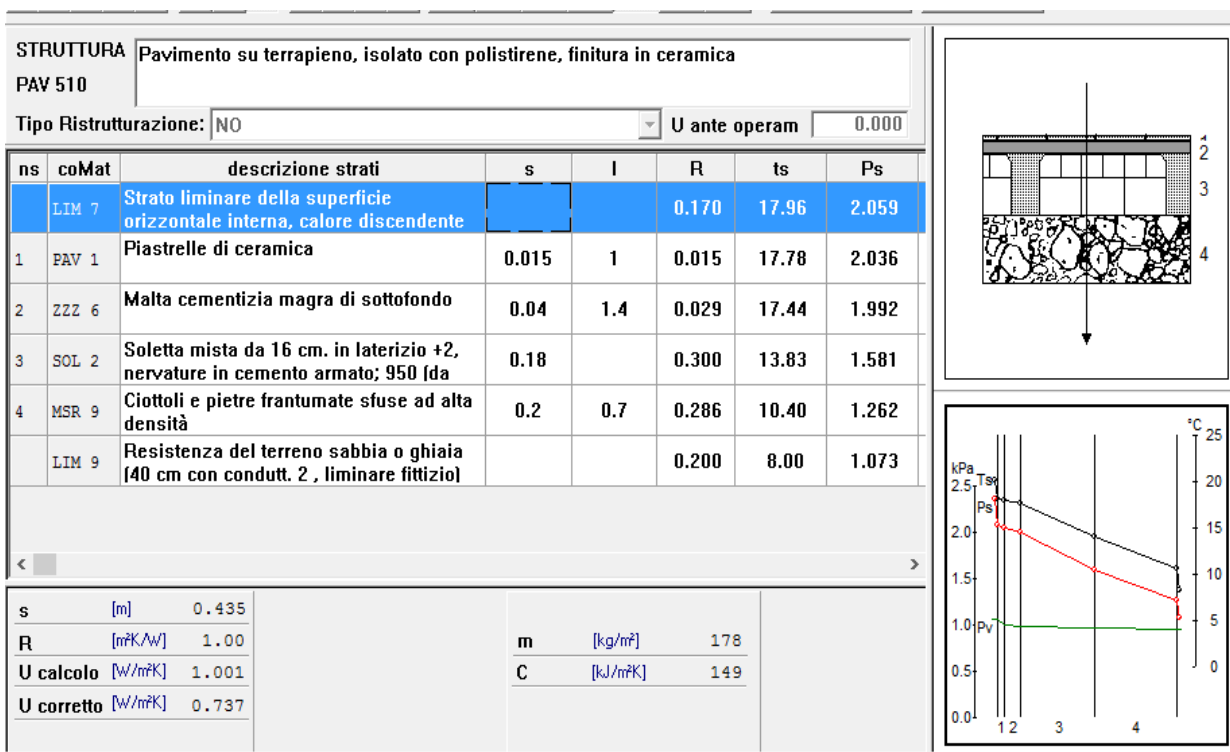 STRUTTURA Pavimento su terrapieno, isolato con polistirene, finitura in ceramica
PAV 510
Tipo Ristrutturazione: NO U ante operam 0.000
ns coMat descrizione strati s l R ts Ps
LIM 7 Strato liminare della superficie orizzontale interna, calore discendente 0.170 17.96 2.059
1 PAV 1 Piastrelle di ceramica 0.015 1 0.015 17.78 2.036
2 ZZZ 6 Malta cementizia magra di sottofondo 0.04 1.4 0.029 17.44 1.992
3 SOL 2 Soletta mista da 16 cm. in laterizio +2, nervature in cemento armato; 950 (da 0.18 0.300 13.83 1.581
4 MSR 9 Ciottoli e pietre frantumate sfuse ad alta densità 0.2 0.7 0.286 10.40 1.262
LIM 9 Resistenza del terreno sabbia o ghiaia (40 cm con condutt. 2 , liminare fittizio) 0.200 8.00 1.073
s [m] 0.435
R [m²K/W] 1.00
U calcolo [W/m²K] 1.001
U corretto [W/m²K] 0.737
m [kg/m²] 178
C [kJ/m²K] 149
1
2
3
4
°C
25
kPa
Ts
20
2.5
Ps
15
2.0
10
1.5
5
1.0
Pv
0
0.5
0.0
1 2 3 4